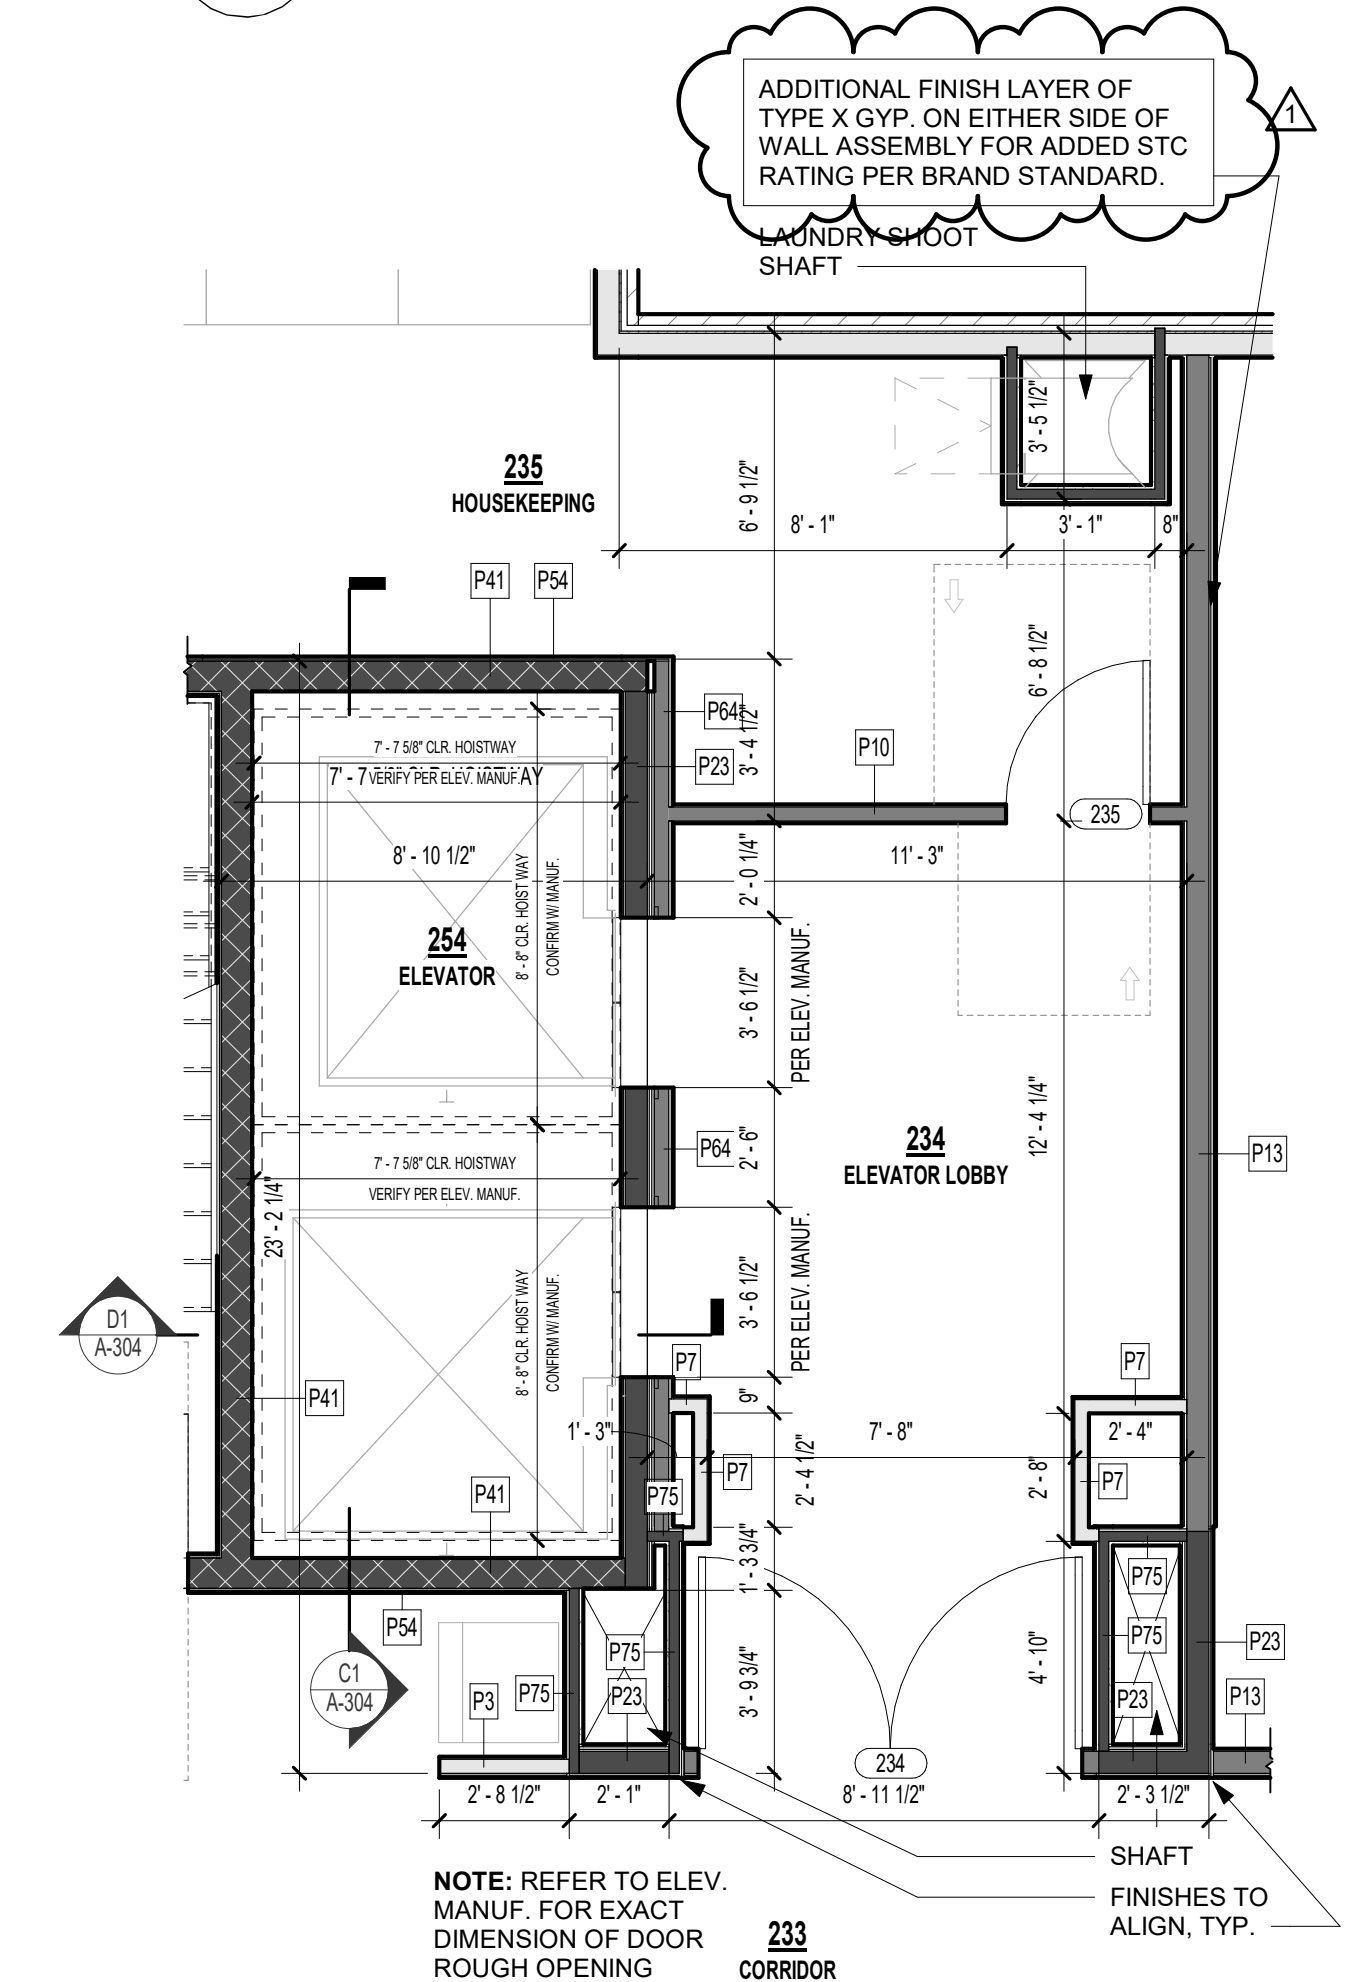 ADDITIONAL FINISH LAYER OF
TYPE X GYP. ON EITHER SIDE OF
WALL ASSEMBLY FOR ADDED STC
RATING PER BRAND STANDARD.
1
LAUNDRY SHOOT
SHAFT
3' - 5 1/2"
235
HOUSEKEEPING
6' - 9 1/2"
8' - 1"
3' - 1"
8"
P41
P54
6' - 8 1/2"
P64
3' - 4 1/2"
P10
P23
7' - 7 5/8" CLR. HOISTWAY
7' - 7 5/8" CLR. HOISTWAY
VERIFY PER ELEV. MANUF.
235
8' - 10 1/2"
11' - 3"
2' - 0 1/4"
8' - 8" CLR. HOIST WAY
CONFIRM W/ MANUF.
254
ELEVATOR
3' - 6 1/2"
PER ELEV. MANUF.
12' - 4 1/4"
234
ELEVATOR LOBBY
P64
2' - 6"
P13
7' - 7 5/8" CLR. HOISTWAY
VERIFY PER ELEV. MANUF.
23' - 2 1/4"
8' - 8" CLR. HOIST WAY
CONFIRM W/ MANUF.
3' - 6 1/2"
PER ELEV. MANUF.
D1
A-304
P7
P7
P41
9"
1' - 3"
7' - 8"
2' - 4"
P7
2' - 4 1/2"
2' - 8"
P7
P41
P75
1' - 3 3/4"
P75
P54
P75
P75
P23
4' - 10"
C1
A-304
P3
P75
P23
3' - 9 3/4"
P23
P13
234
2' - 8 1/2"
2' - 1"
8' - 11 1/2"
2' - 3 1/2"
SHAFT
FINISHES TO
ALIGN, TYP.
NOTE: REFER TO ELEV.
MANUF. FOR EXACT
DIMENSION OF DOOR
ROUGH OPENING
233
CORRIDOR